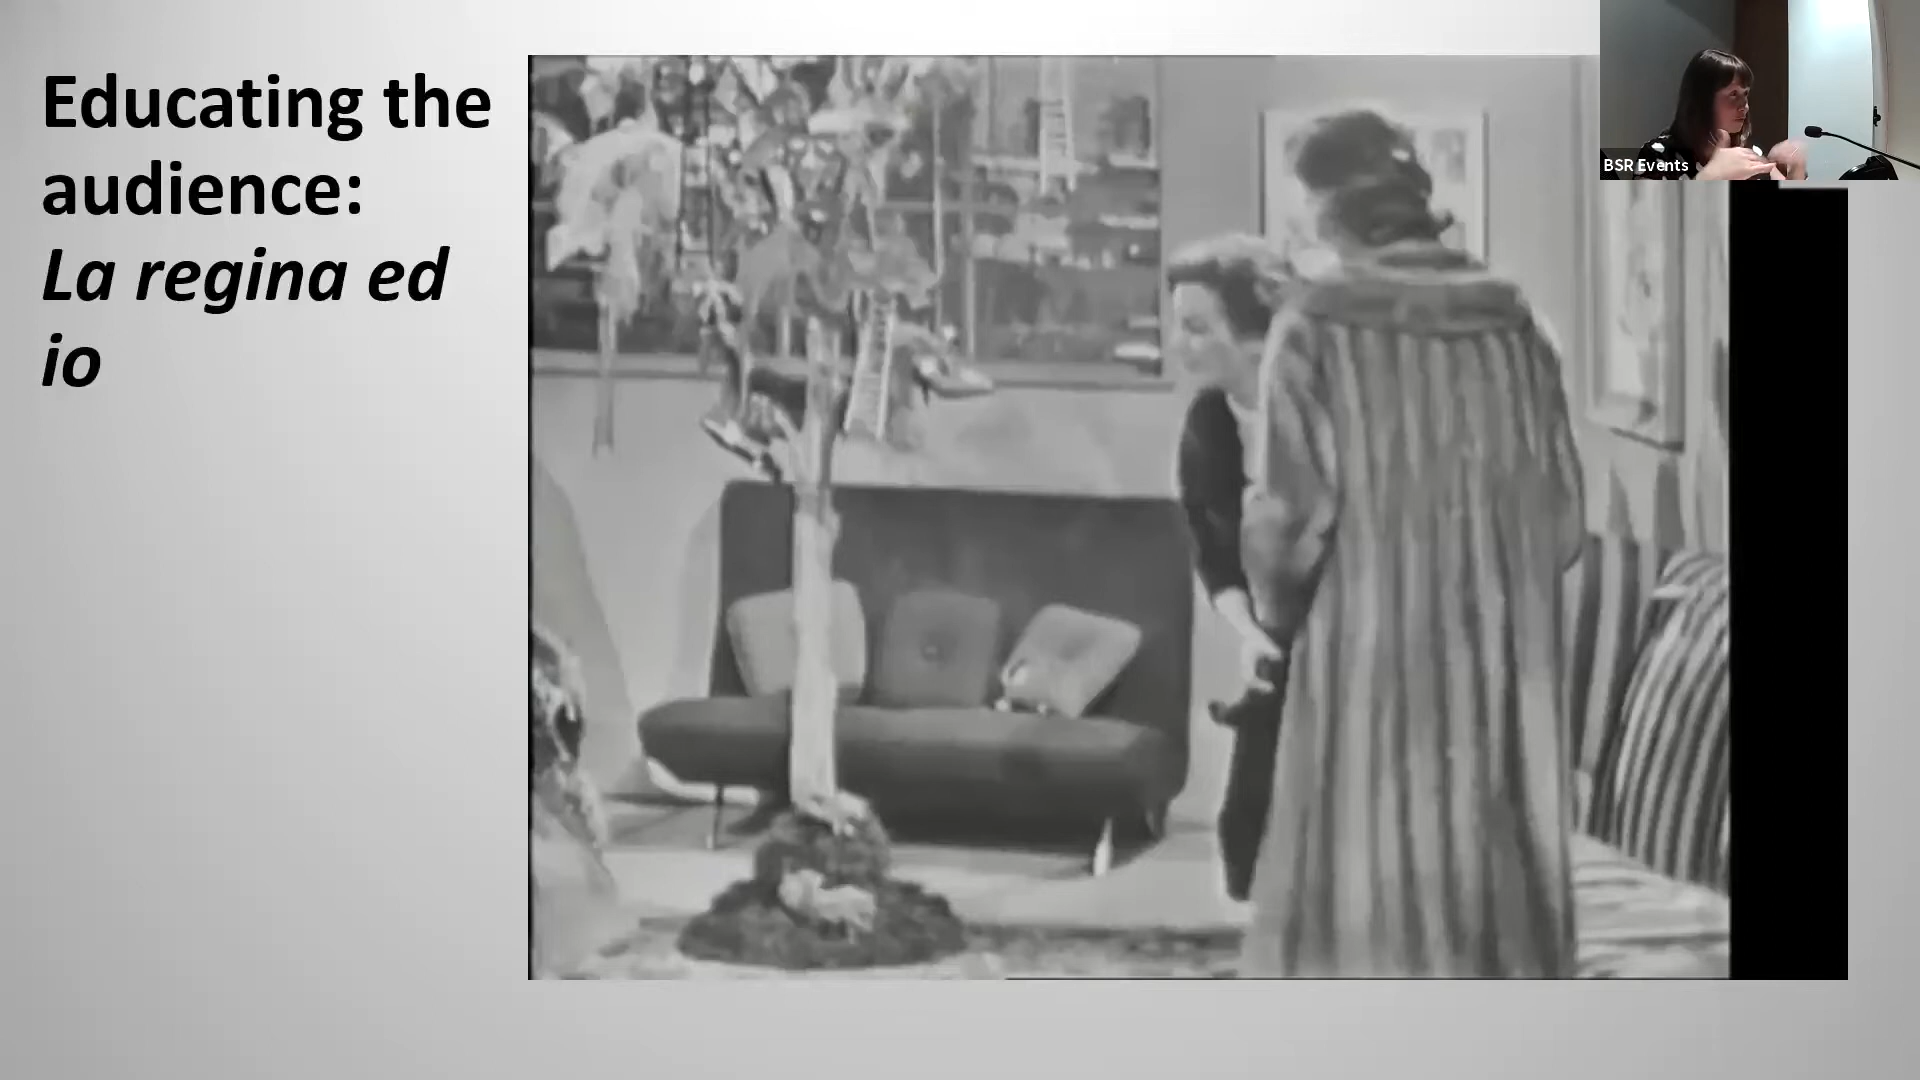 Educating the
audience:
La regina ed
io
BSR Events